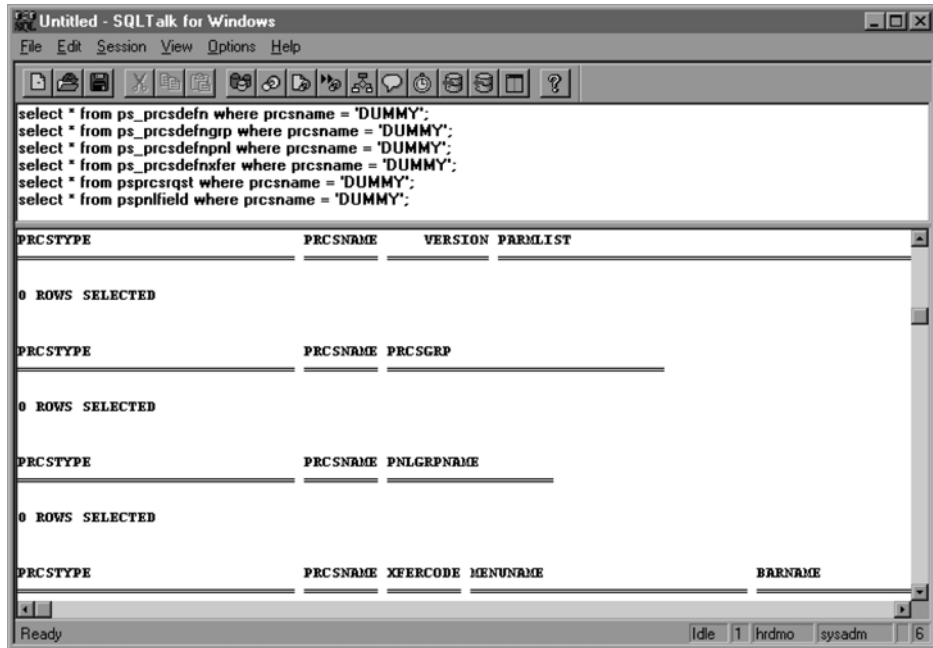 Untitled - SQLTalk for Windows
File Edit Session View Options Help
select * from ps_prcsdefn where prcsname = 'DUMMY';
select * from ps_prcsdefngrp where prcsname = 'DUMMY';
select * from ps_prcsdefnpnl where prcsname = 'DUMMY';
select * from ps_prcsdefnxfer where prcsname = 'DUMMY';
select * from psprcsrqst where prcsname = 'DUMMY';
select * from pspnlfield where prcsname = 'DUMMY';
PRCSTYPE PRCSNAME VERSION PARMLIST
0 ROWS SELECTED
PRCSTYPE PRCSNAME PRCSGRP
0 ROWS SELECTED
PRCSTYPE PRCSNAME PNLGRPNAME
0 ROWS SELECTED
PRCSTYPE PRCSNAME XFERCODE MENUNAME BARNAME
Ready Idle 1 hrdmo sysadm 6